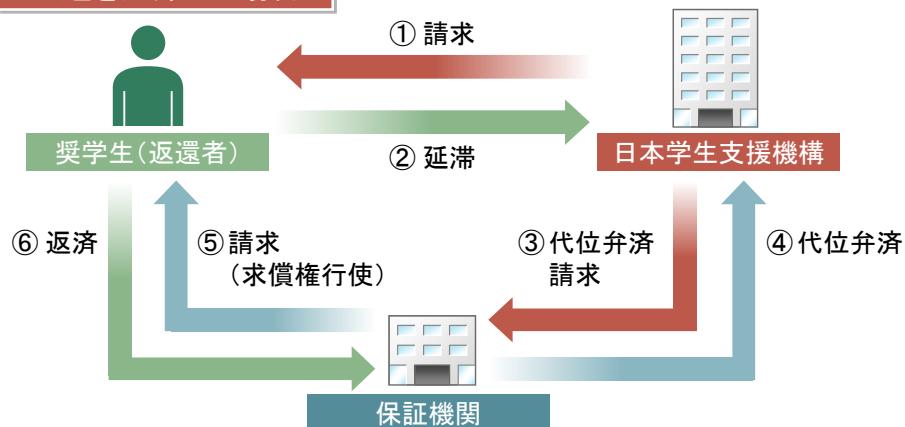 ① 請求
奨学生（返還者）
日本学生支援機構
② 延滞
⑥ 返済
⑤ 請求
（求償権行使）
③ 代位弁済
請求
④ 代位弁済
保証機関